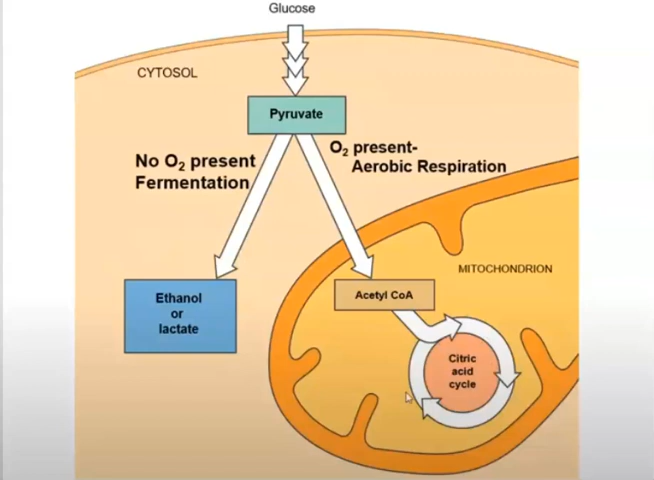 Glucose
CYTOSOL
Pyruvate
No O₂ present
Fermentation
O₂ present-
Aerobic Respiration
MITOCHONDRION
Ethanol
or
lactate
Acetyl CoA
Citric
acid
cycle